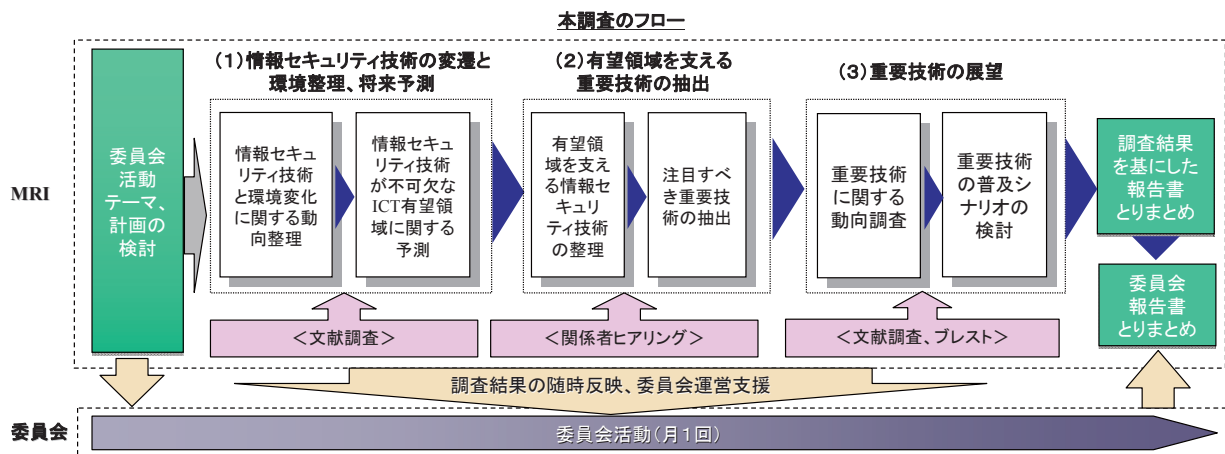 本調査のフロー
MRI
委員会
活動
テーマ、
計画の
検討
(1)情報セキュリティ技術の変遷と
環境整理、将来予測
情報セキュ
リティ技術
と環境変化
に関する動
向整理
情報セキュ
リティ技術
が不可欠な
ICT有望領
域に関する
予測
<文献調査>
(2)有望領域を支える
重要技術の抽出
有望領
域を支え
る情報セ
キュリ
ティ技術
の整理
注目すべ
き重要技
術の抽出
<関係者ヒアリング>
(3)重要技術の展望
重要技術
に関する
動向調査
重要技術
の普及シ
ナリオの
検討
<文献調査、ブレスト>
調査結果
を基にした
報告書
とりまとめ
委員会
報告書
とりまとめ
調査結果の随時反映、委員会運営支援
委員会
委員会活動(月1回)